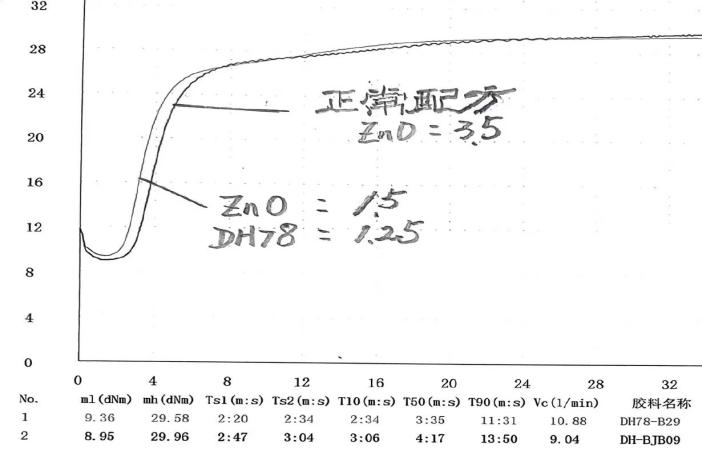 32
28
24
20
16
12
8
4
0
正常配方
ZnO = 3.5
ZnO = 1.5
DH78 = 1.25
0 4 8 12 16 20 24 28 32
No. ml(dNm) mh(dNm) Ts1(m:s) Ts2(m:s) T10(m:s) T50(m:s) T90(m:s) Vc(1/min) 胶料名称
1 9.36 29.58 2:20 2:34 2:34 3:35 11:31 10.88 DH78-B29
2 8.95 29.96 2:47 3:04 3:06 4:17 13:50 9.04 DH-BJB09